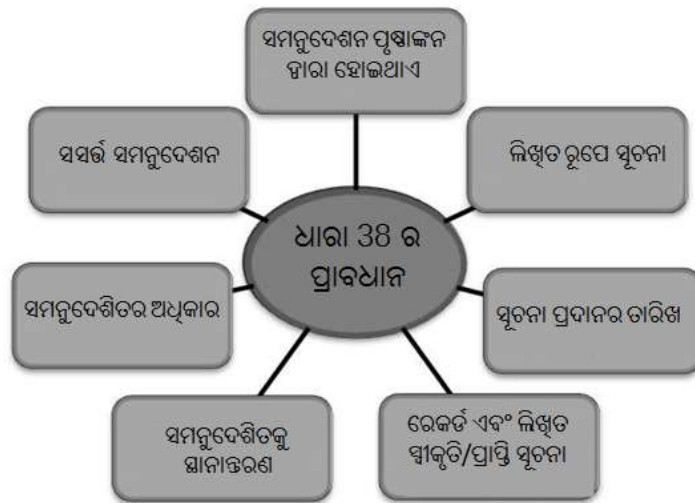 ସମନୁଦେଶନ ପୃଷ୍ଠାଙ୍କନ
ଦ୍ୱାରା ହୋଇଥାଏ
ସସର୍ତ୍ତ ସମନୁଦେଶନ
ଲିଖିତ ରୂପେ ସୂଚନା
ଧାରା 38 ର
ପ୍ରାବଧାନ
ସମନୁଦେଶିତର ଅଧିକାର
ସୂଚନା ପ୍ରଦାନର ତାରିଖ
ସମନୁଦେଶିତକୁ
ସ୍ଥାନାନ୍ତରଣ
ରେକର୍ଡ ଏବଂ ଲିଖିତ
ସ୍ୱୀକୃତି/ପ୍ରାପ୍ତି ସୂଚନା